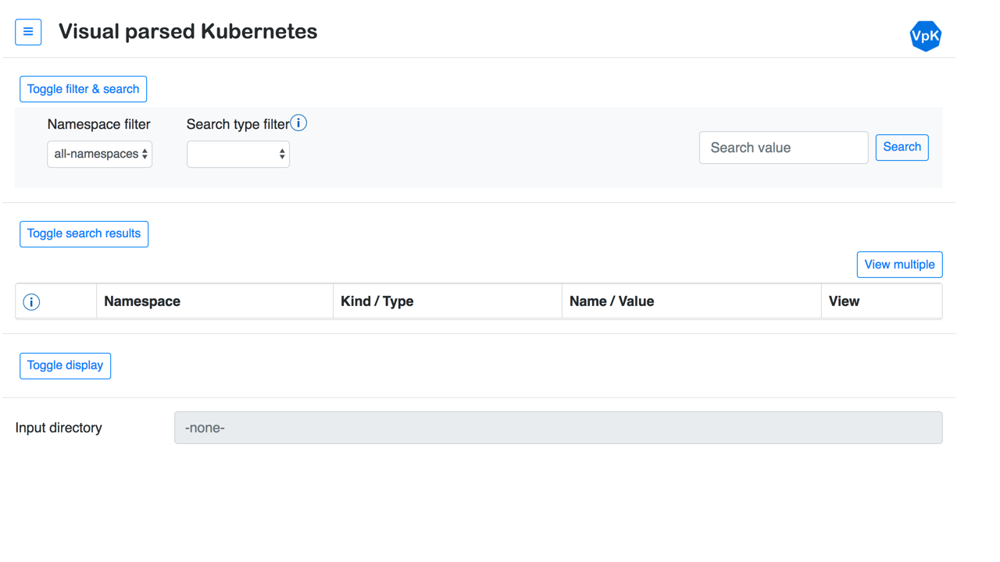 Visual parsed Kubernetes
VpK
Toggle filter & search
Namespace filter
Search type filter
all-namespaces
Search value
Search
Toggle search results
View multiple
Namespace
Kind / Type
Name / Value
View
Toggle display
Input directory
-none-